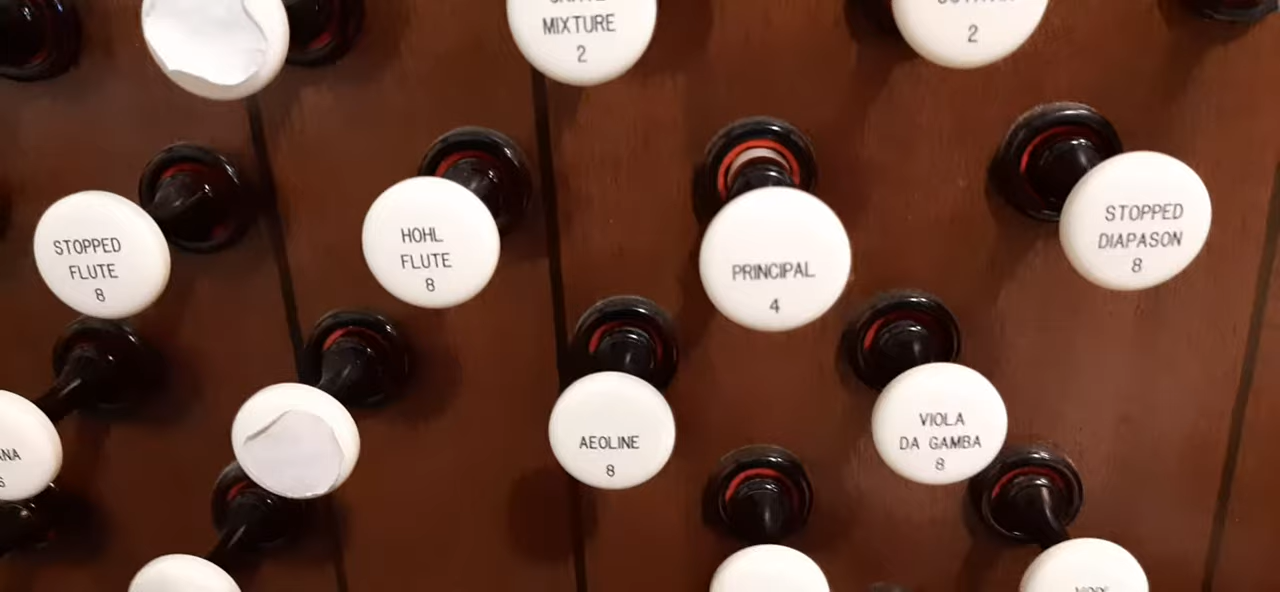 MIXTURE
2
2
STOPPED
FLUTE
8
HOHL
FLUTE
8
PRINCIPAL
4
STOPPED
DIAPASON
8
AEOLINE
8
VIOLA
DA GAMBA
8